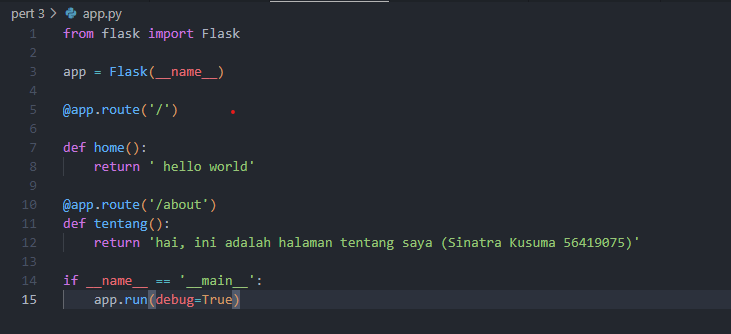 pert 3 > app.py
1 from flask import Flask
2
3 app = Flask(__name__)
4
5 @app.route('/')
6
7 def home():
8     return ' hello world'
9
10 @app.route('/about')
11 def tentang():
12     return 'hai, ini adalah halaman tentang saya (Sinatra Kusuma 56419075)'
13
14 if __name__ == '__main__':
15     app.run(debug=True)